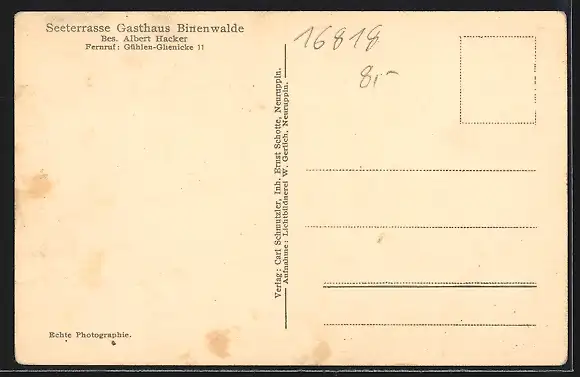 Seeterrasse Gasthaus Binenwalde
Bes. Albert Hacker
Fernruf: Gühlen-Glienicke 11
16818
8,-
Verlag: Carl Schmutzler, Inh. Ernst Schotte, Neuruppin.
Aufnahme: Lichtbildnerei W. Gerlich, Neuruppin.
Echte Photographie.